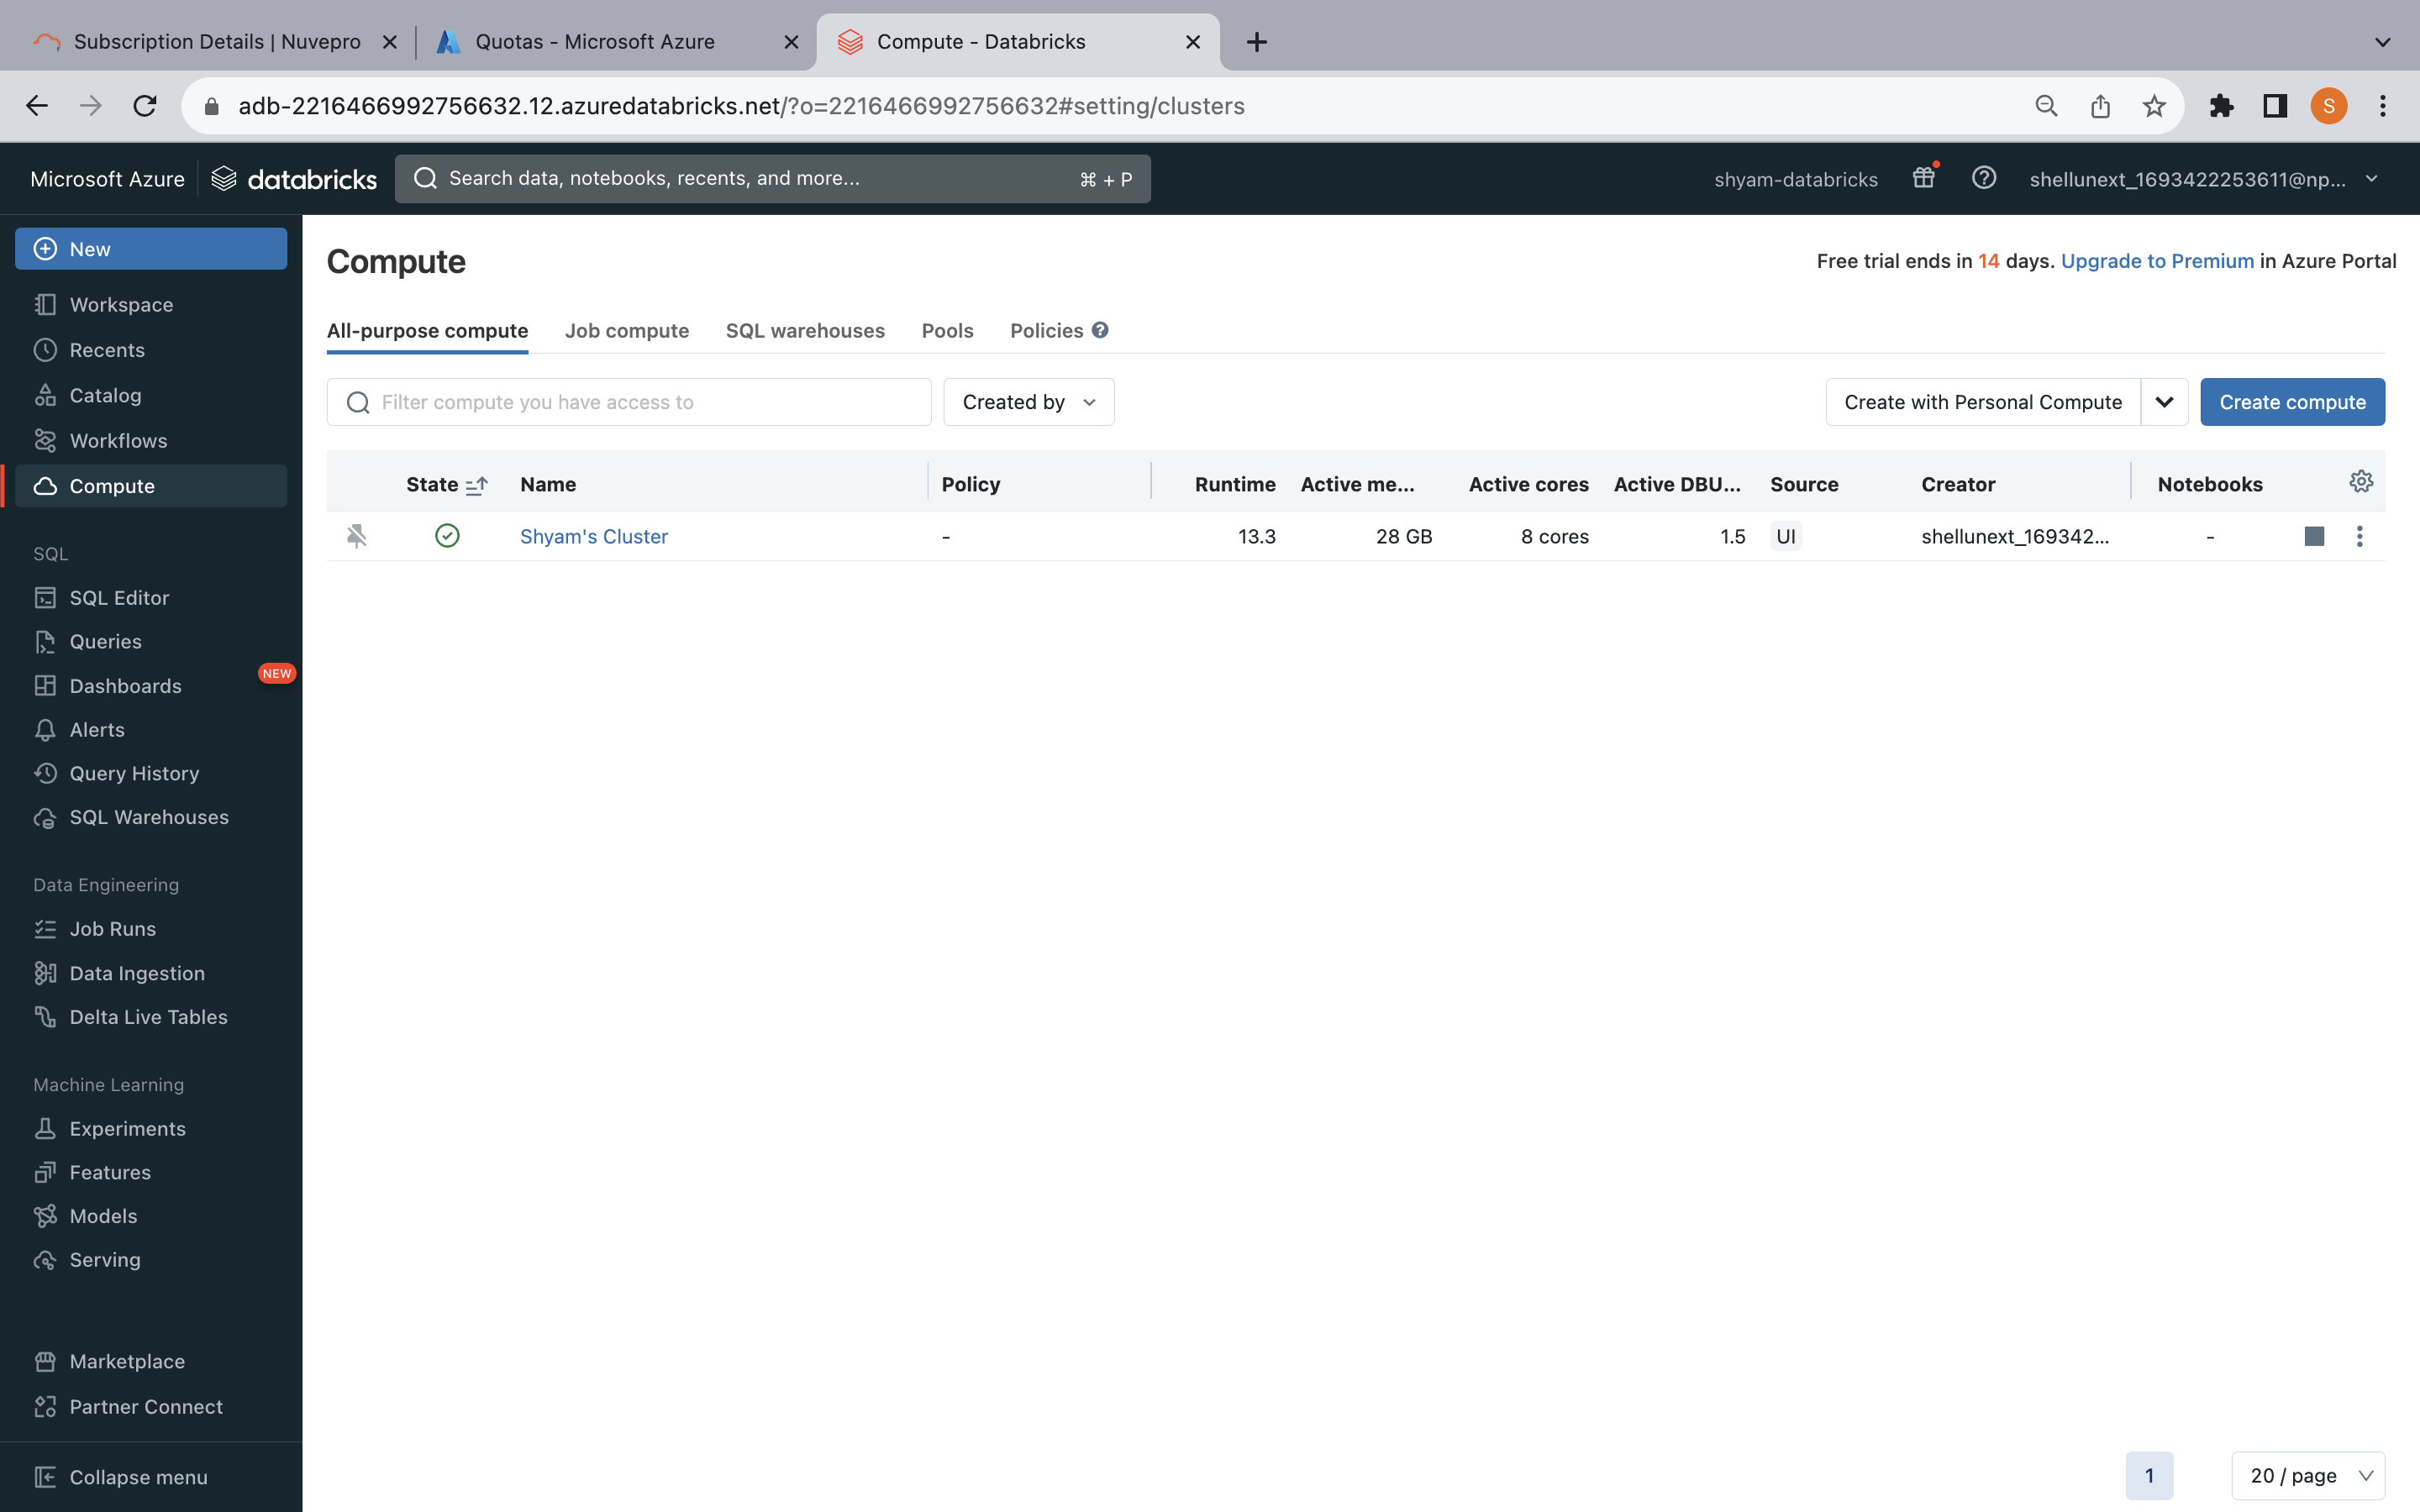 Subscription Details | Nuvepro
Quotas - Microsoft Azure
Compute - Databricks
adb-2216466992756632.12.azuredatabricks.net/?o=2216466992756632#setting/clusters
S
Microsoft Azure
databricks
Search data, notebooks, recents, and more...
⌘ + P
shyam-databricks
shellunext_1693422253611@np...
New
Workspace
Recents
Catalog
Workflows
Compute
SQL
SQL Editor
Queries
Dashboards
NEW
Alerts
Query History
SQL Warehouses
Data Engineering
Job Runs
Data Ingestion
Delta Live Tables
Machine Learning
Experiments
Features
Models
Serving
Marketplace
Partner Connect
Collapse menu
Compute
Free trial ends in 14 days. Upgrade to Premium in Azure Portal
All-purpose compute Job compute SQL warehouses Pools Policies ?
Filter compute you have access to
Created by
Create with Personal Compute
Create compute
State Name Policy Runtime Active me... Active cores Active DBU... Source Creator Notebooks
Shyam's Cluster - 13.3 28 GB 8 cores 1.5 UI shellunext_169342... -
1
20 / page